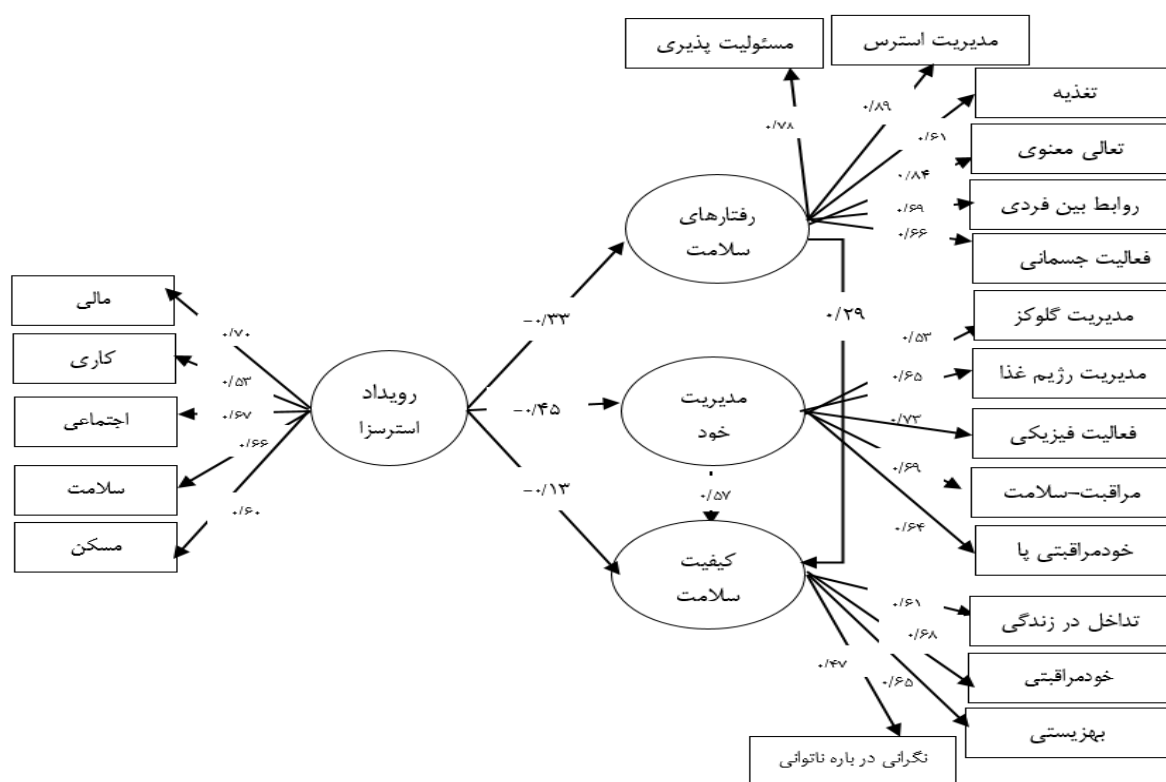 مسئولیت پذیری
مدیریت استرس
تغذیه
تعالی معنوی
روابط بین فردی
فعالیت جسمانی
۰/۷۸
۰/۸۹
۰/۶۱
۰/۸۴
۰/۶۹
۰/۶۶
رفتارهای
سلامت
۰/۲۹
مالی
کاری
اجتماعی
سلامت
مسکن
۰/۷۰
۰/۵۳
۰/۶۷
۰/۶۶
۰/۶۰
رویداد
استرسزا
-۰/۳۳
-۰/۴۵
-۰/۱۳
مدیریت
خود
۰/۵۷
مدیریت گلوکز
مدیریت رژیم غذا
فعالیت فیزیکی
مراقبت-سلامت
خودمراقبتی پا
۰/۵۳
۰/۶۵
۰/۷۳
۰/۶۹
۰/۶۴
کیفیت
سلامت
تداخل در زندگی
خودمراقبتی
بهزیستی
نگرانی در باره ناتوانی
۰/۶۱
۰/۶۸
۰/۶۵
۰/۴۷